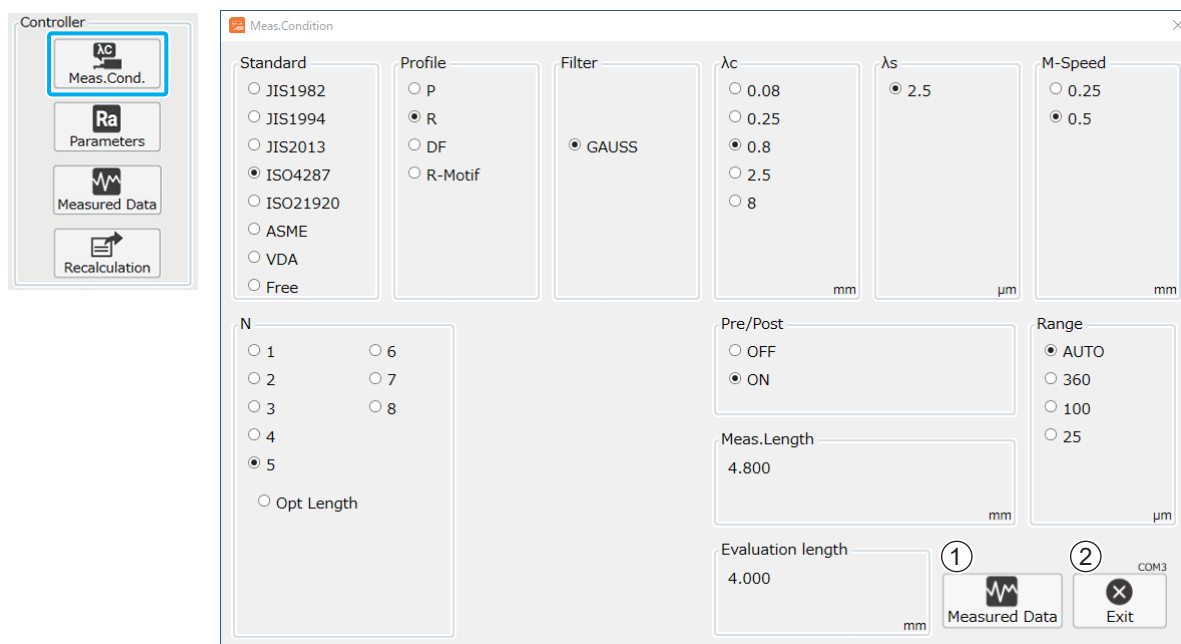 Controller
λC
Meas.Cond.
Ra
Parameters
Measured Data
Recalculation
Meas.Condition
Standard
JIS1982
JIS1994
JIS2013
ISO4287
ISO21920
ASME
VDA
Free
Profile
P
R
DF
R-Motif
Filter
GAUSS
λc
0.08
0.25
0.8
2.5
8
mm
λs
2.5
µm
M-Speed
0.25
0.5
mm
N
1
2
3
4
5
6
7
8
Opt Length
Pre/Post
OFF
ON
Range
AUTO
360
100
25
µm
Meas.Length
4.800
mm
Evaluation length
4.000
mm
①
Measured Data
②
COM3
Exit